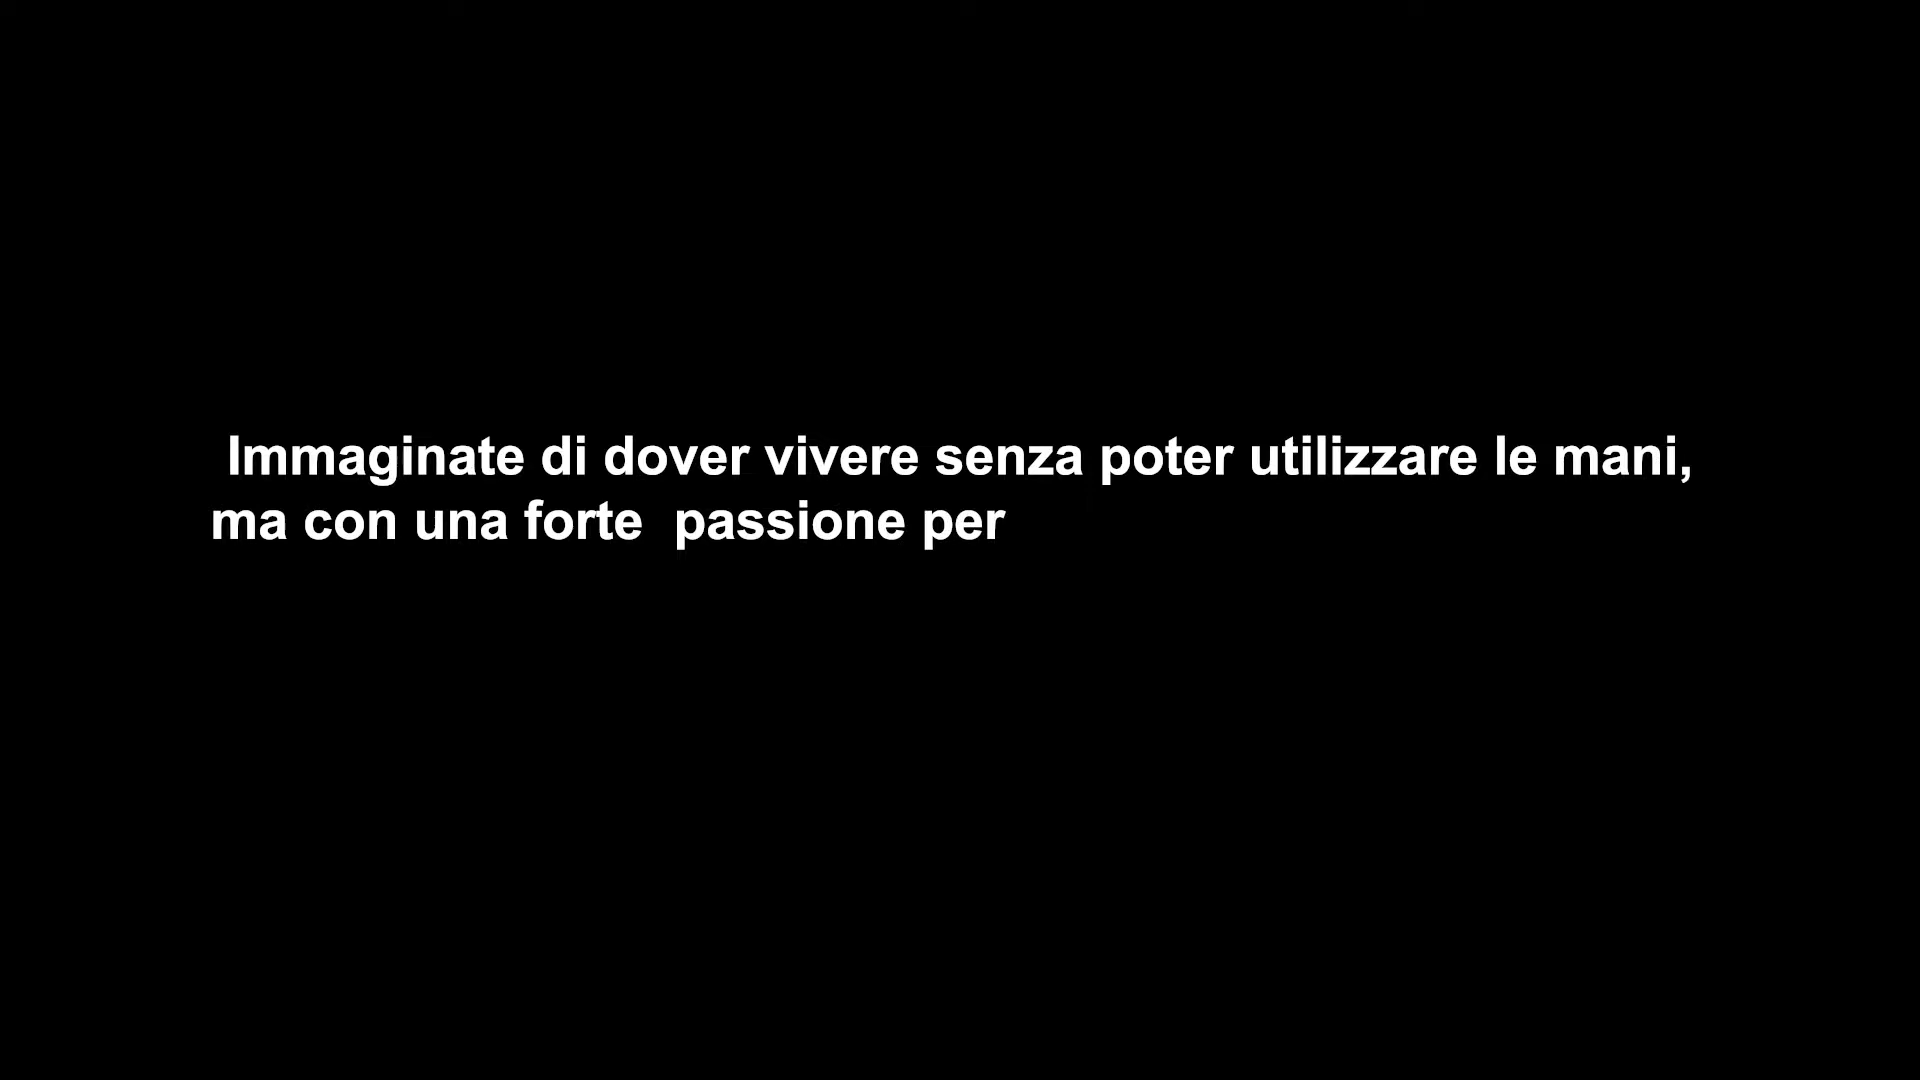 Immaginate di dover vivere senza poter utilizzare le mani,
ma con una forte  passione per